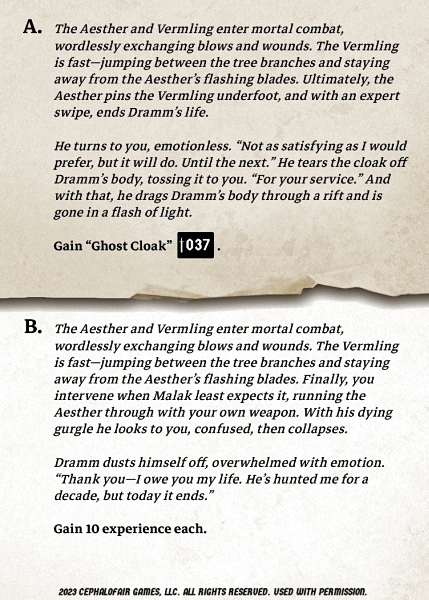 A. The Aesther and Vermling enter mortal combat,
wordlessly exchanging blows and wounds. The Vermling
is fast—jumping between the tree branches and staying
away from the Aesther's flashing blades. Ultimately, the
Aesther pins the Vermling underfoot, and with an expert
swipe, ends Dramm's life.
He turns to you, emotionless. “Not as satisfying as I would
prefer, but it will do. Until the next.” He tears the cloak off
Dramm's body, tossing it to you. “For your service.” And
with that, he drags Dramm's body through a rift and is
gone in a flash of light.
Gain “Ghost Cloak” 037 .
B. The Aesther and Vermling enter mortal combat,
wordlessly exchanging blows and wounds. The Vermling
is fast—jumping between the tree branches and staying
away from the Aesther's flashing blades. Finally, you
intervene when Malak least expects it, running the
Aesther through with your own weapon. With his dying
gurgle he looks to you, confused, then collapses.
Dramm dusts himself off, overwhelmed with emotion.
“Thank you—I owe you my life. He's hunted me for a
decade, but today it ends.”
Gain 10 experience each.
2023 CEPHALOFAIR GAMES, LLC. ALL RIGHTS RESERVED. USED WITH PERMISSION.